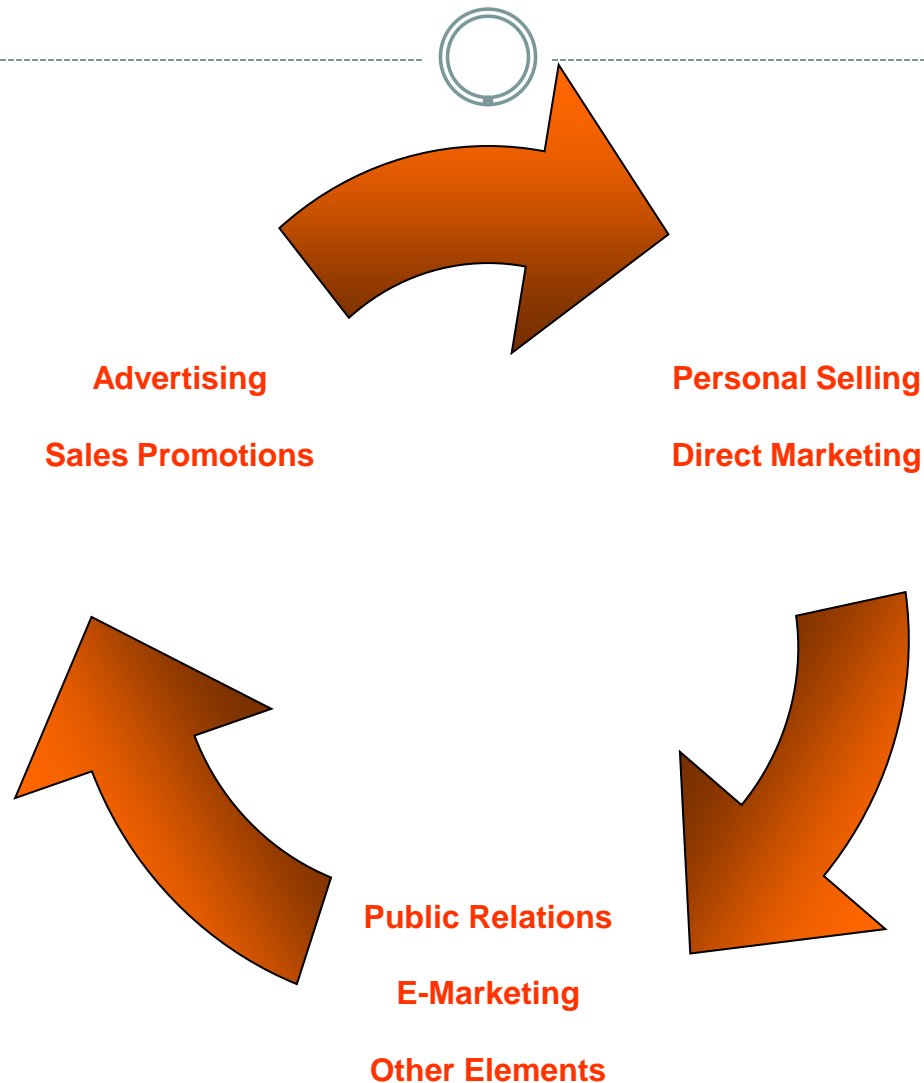 Advertising
Sales Promotions
Personal Selling
Direct Marketing
Public Relations
E-Marketing
Other Elements